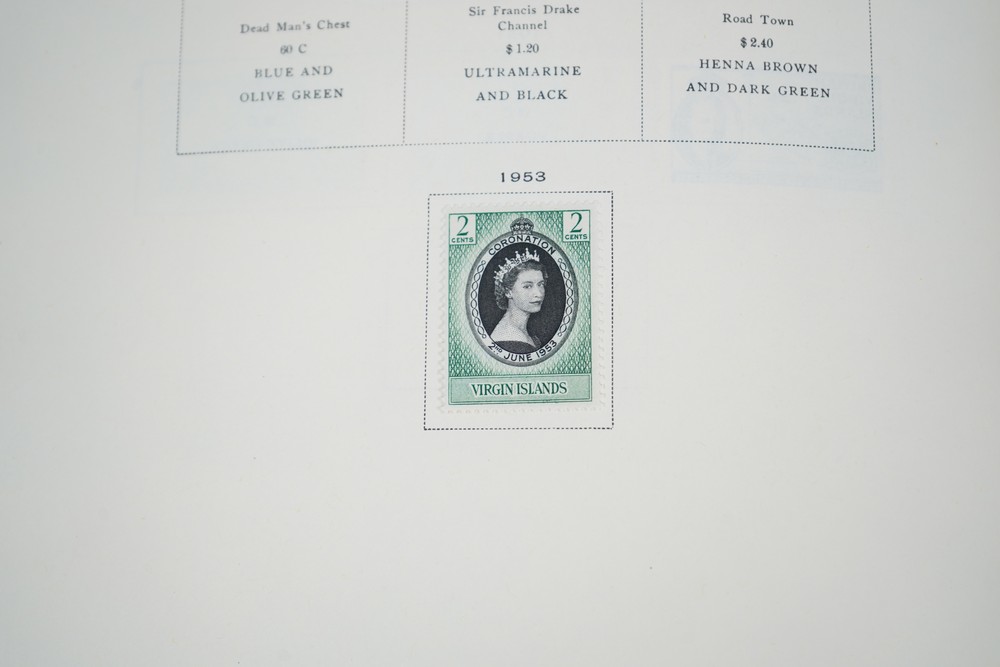 Dead Man's Chest
60 C
BLUE AND
OLIVE GREEN
Sir Francis Drake
Channel
$1.20
ULTRAMARINE
AND BLACK
Road Town
$2.40
HENNA BROWN
AND DARK GREEN
1953
2 CENTS
2 CENTS
CORONATION
2ND JUNE 1953
VIRGIN ISLANDS